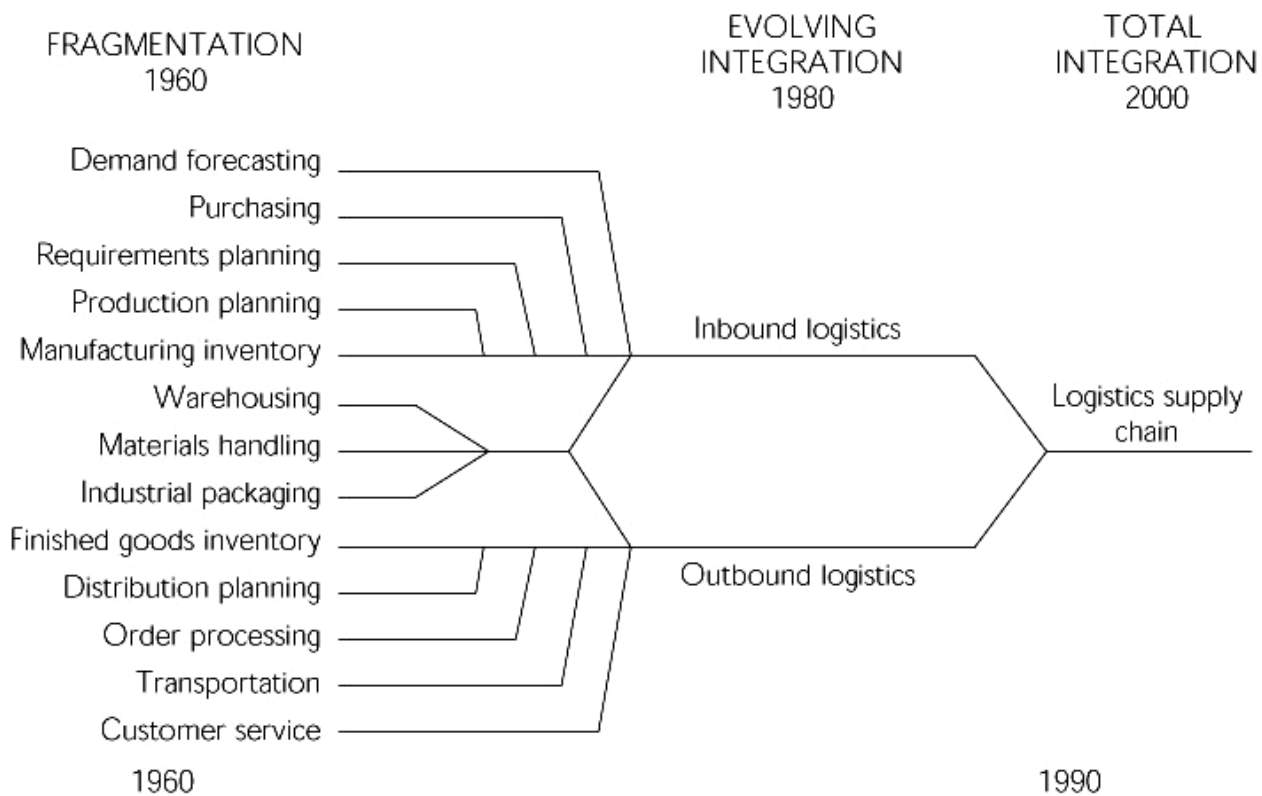 FRAGMENTATION
1960
EVOLVING
INTEGRATION
1980
TOTAL
INTEGRATION
2000
Demand forecasting
Purchasing
Requirements planning
Production planning
Manufacturing inventory
Warehousing
Materials handling
Industrial packaging
Finished goods inventory
Distribution planning
Order processing
Transportation
Customer service
Inbound logistics
Outbound logistics
Logistics supply
chain
1960
1990